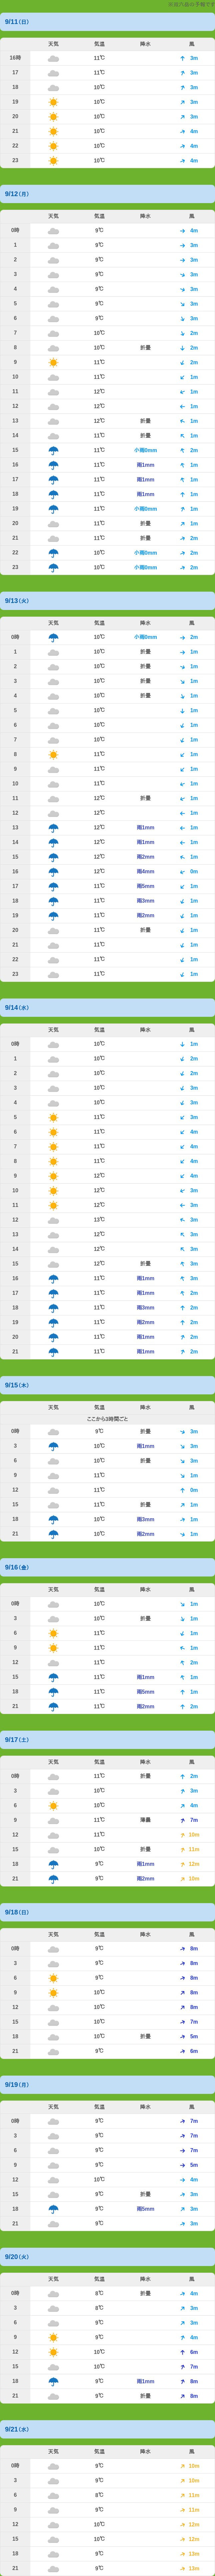 9/11(日)
天気 気温 降水 風
16時 11℃ 3m
17 11℃ 3m
18 10℃ 3m
19 10℃ 3m
20 10℃ 3m
21 10℃ 4m
22 10℃ 4m
23 10℃ 4m
9/12(月)
天気 気温 降水 風
0時 9℃ 4m
1 9℃ 3m
2 9℃ 3m
3 9℃ 3m
4 9℃ 3m
5 9℃ 3m
6 9℃ 3m
7 10℃ 2m
8 10℃ 折曇 2m
9 11℃ 2m
10 11℃ 1m
11 12℃ 1m
12 12℃ 1m
13 12℃ 折曇 1m
14 11℃ 折曇 1m
15 11℃ 小雨0mm 2m
16 11℃ 雨1mm 1m
17 11℃ 雨1mm 1m
18 11℃ 雨1mm 1m
19 11℃ 小雨0mm 1m
20 11℃ 折曇 1m
21 11℃ 折曇 2m
22 10℃ 小雨0mm 2m
23 10℃ 小雨0mm 2m
9/13(火)
天気 気温 降水 風
0時 10℃ 小雨0mm 2m
1 10℃ 折曇 1m
2 10℃ 折曇 1m
3 10℃ 折曇 1m
4 10℃ 折曇 1m
5 10℃ 1m
6 10℃ 1m
7 10℃ 1m
8 11℃ 1m
9 11℃ 1m
10 11℃ 1m
11 12℃ 折曇 1m
12 12℃ 1m
13 12℃ 雨1mm 1m
14 12℃ 雨1mm 1m
15 12℃ 雨2mm 1m
16 12℃ 雨4mm 0m
17 12℃ 雨5mm 1m
18 12℃ 雨3mm 1m
19 12℃ 雨2mm 1m
20 11℃ 折曇 1m
21 11℃ 1m
22 11℃ 1m
23 11℃ 1m
9/14(水)
天気 気温 降水 風
0時 10℃ 1m
1 10℃ 2m
2 10℃ 2m
3 10℃ 3m
4 10℃ 3m
5 11℃ 3m
6 11℃ 4m
7 11℃ 4m
8 11℃ 4m
9 12℃ 4m
10 12℃ 3m
11 12℃ 3m
12 13℃ 3m
13 12℃ 3m
14 12℃ 3m
15 12℃ 折曇 3m
16 11℃ 雨1mm 3m
17 11℃ 雨1mm 2m
18 11℃ 雨3mm 2m
19 11℃ 雨2mm 2m
20 11℃ 雨1mm 2m
21 11℃ 雨1mm 2m
9/15(木)
天気 気温 降水 風
ここから3時間ごと
0時 9℃ 折曇 3m
3 10℃ 雨1mm 3m
6 10℃ 折曇 3m
9 11℃ 1m
12 11℃ 0m
15 11℃ 折曇 1m
18 10℃ 雨3mm 1m
21 10℃ 雨2mm 1m
9/16(金)
天気 気温 降水 風
0時 10℃ 1m
3 10℃ 折曇 1m
6 11℃ 1m
9 11℃ 1m
12 11℃ 2m
15 11℃ 雨1mm 1m
18 11℃ 雨5mm 1m
21 11℃ 雨2mm 2m
9/17(土)
天気 気温 降水 風
0時 11℃ 折曇 2m
3 10℃ 3m
6 10℃ 4m
9 11℃ 薄曇 7m
12 11℃ 10m
15 10℃ 折曇 11m
18 9℃ 雨1mm 12m
21 9℃ 雨2mm 10m
9/18(日)
天気 気温 降水 風
0時 9℃ 8m
3 9℃ 8m
6 9℃ 8m
9 10℃ 8m
12 10℃ 8m
15 10℃ 7m
18 10℃ 折曇 5m
21 9℃ 6m
9/19(月)
天気 気温 降水 風
0時 9℃ 7m
3 9℃ 7m
6 9℃ 7m
9 9℃ 5m
12 10℃ 4m
15 9℃ 折曇 3m
18 9℃ 雨5mm 3m
21 9℃ 3m
9/20(火)
天気 気温 降水 風
0時 8℃ 折曇 4m
3 8℃ 3m
6 9℃ 3m
9 9℃ 4m
12 10℃ 6m
15 10℃ 7m
18 9℃ 雨1mm 8m
21 9℃ 折曇 8m
9/21(水)
天気 気温 降水 風
0時 9℃ 10m
3 9℃ 10m
6 8℃ 11m
9 9℃ 11m
12 10℃ 12m
15 10℃ 12m
18 9℃ 13m
21 9℃ 13m